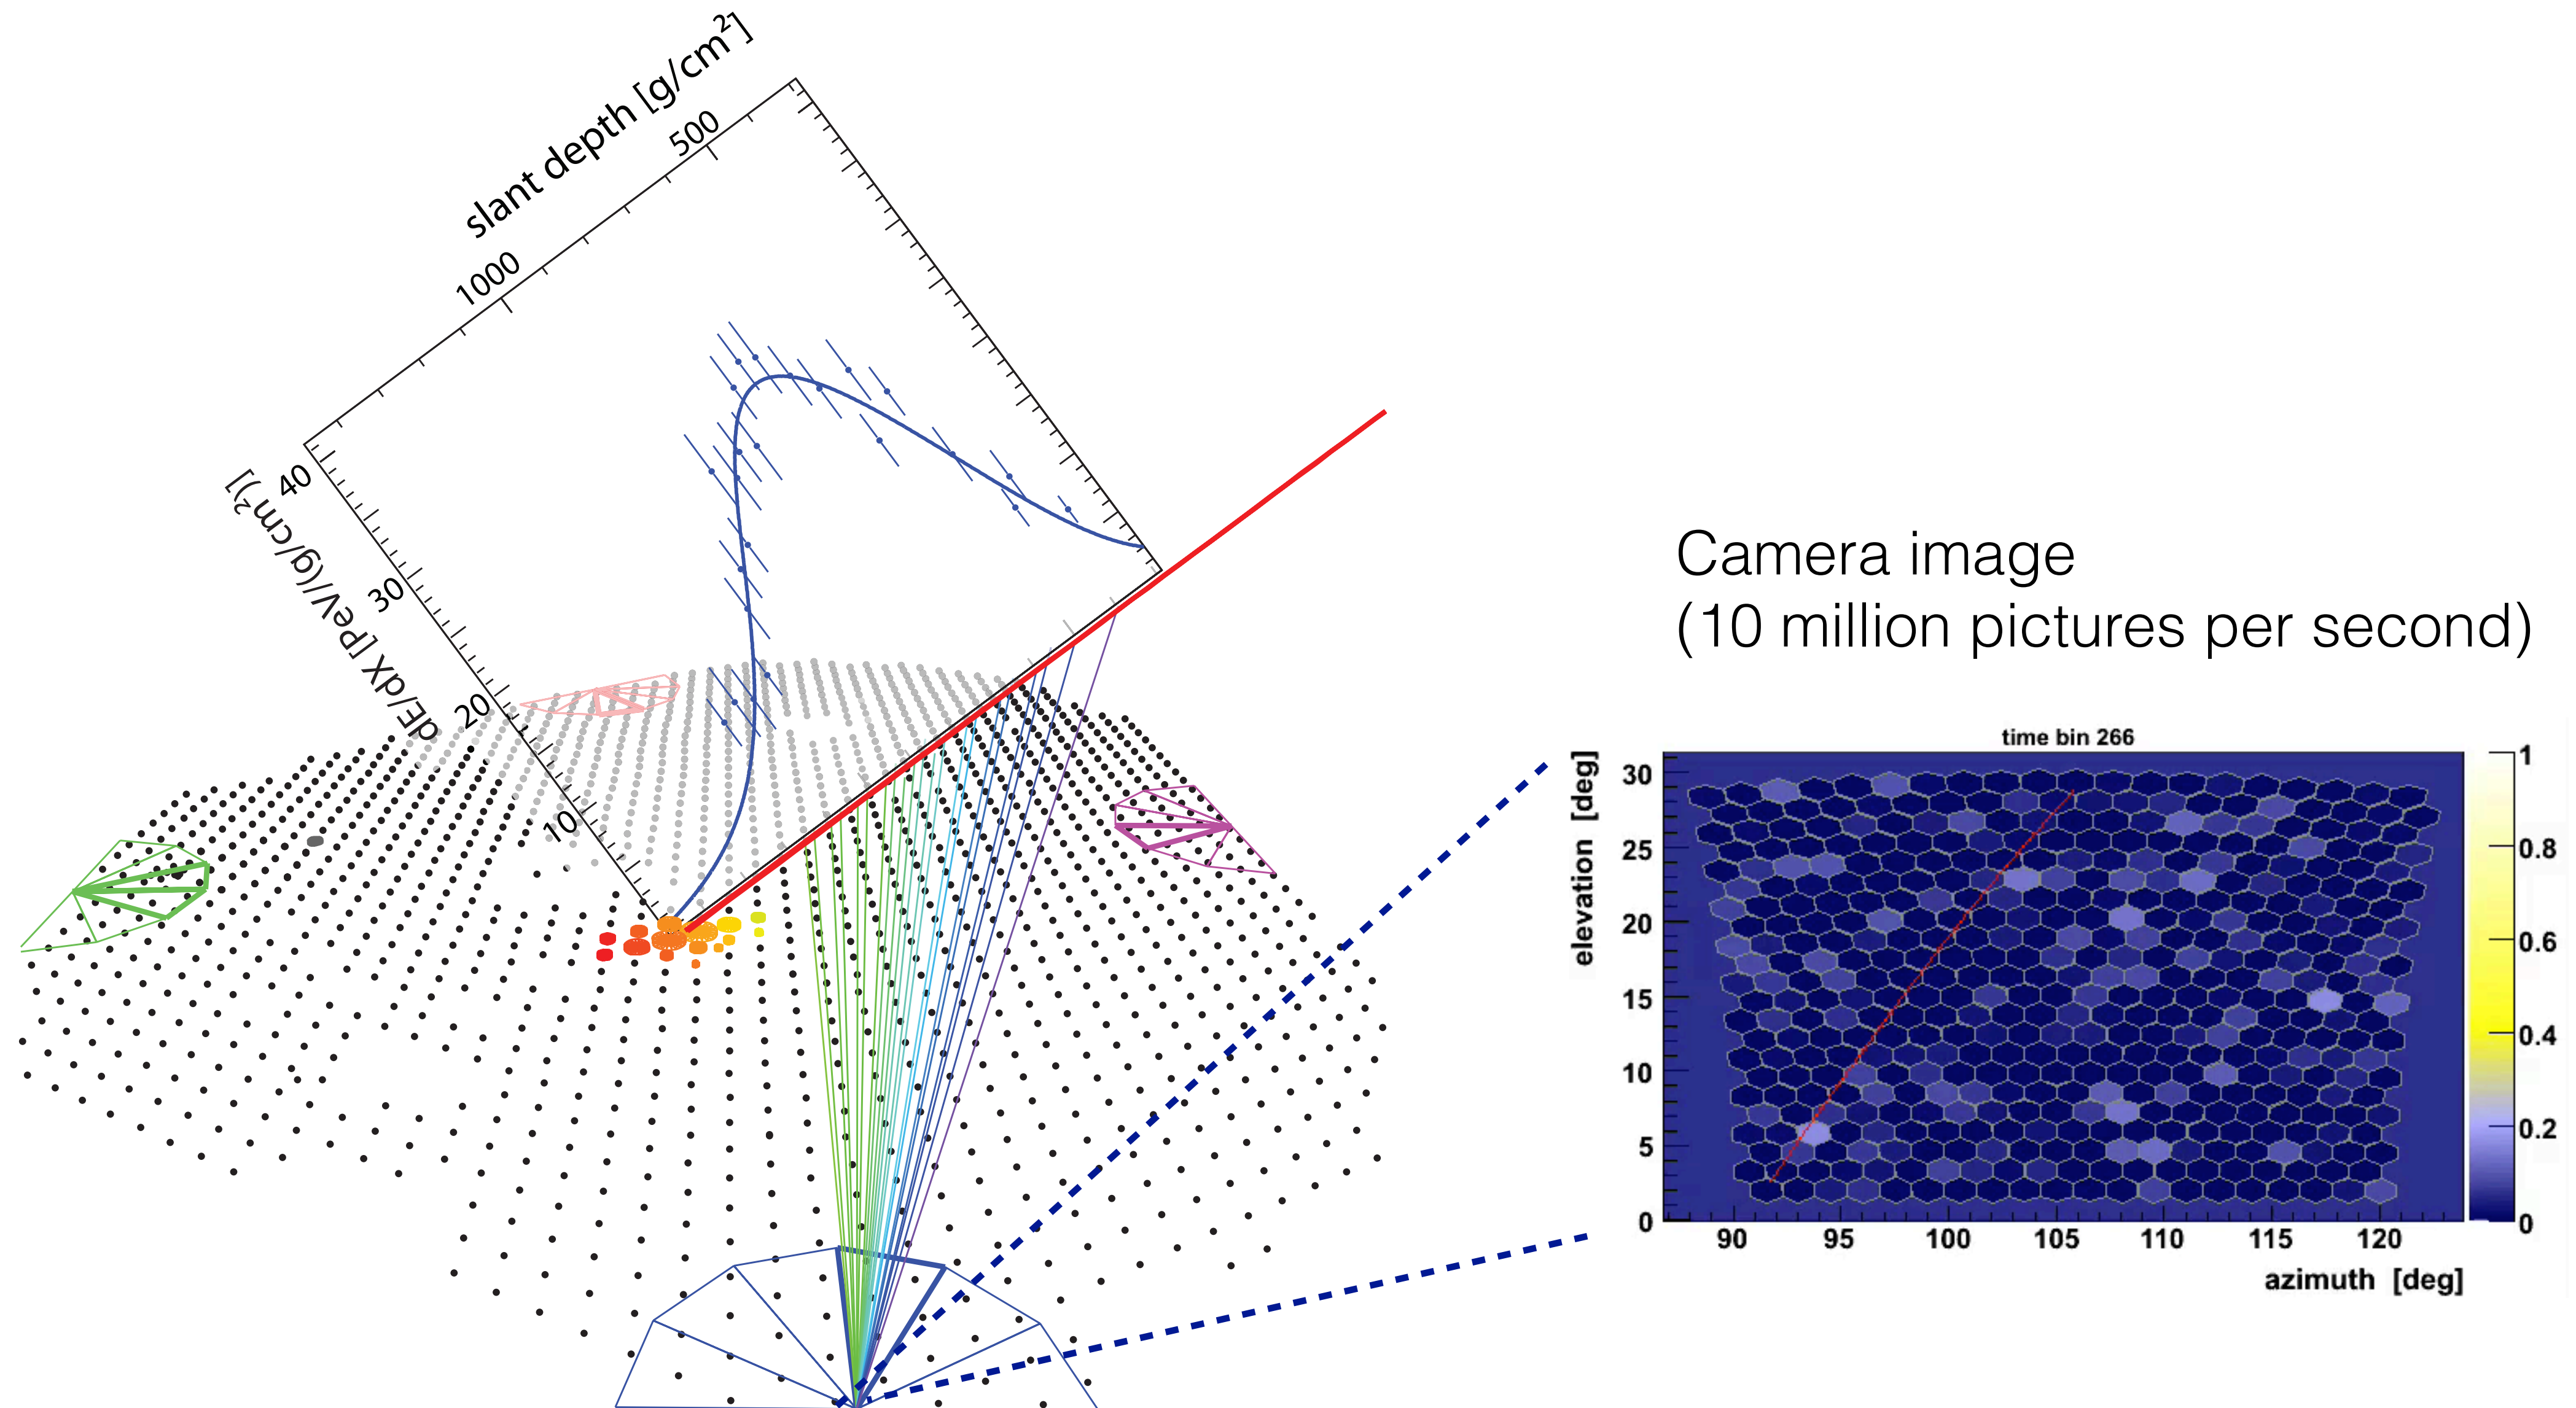 slant depth [g/cm²]
500
1000
40
30
20
10
dE/dX [PeV/(g/cm²)]
Camera image
(10 million pictures per second)
time bin 266
elevation [deg]
30
25
20
15
10
5
0
90 95 100 105 110 115 120
azimuth [deg]
1
0.8
0.6
0.4
0.2
0